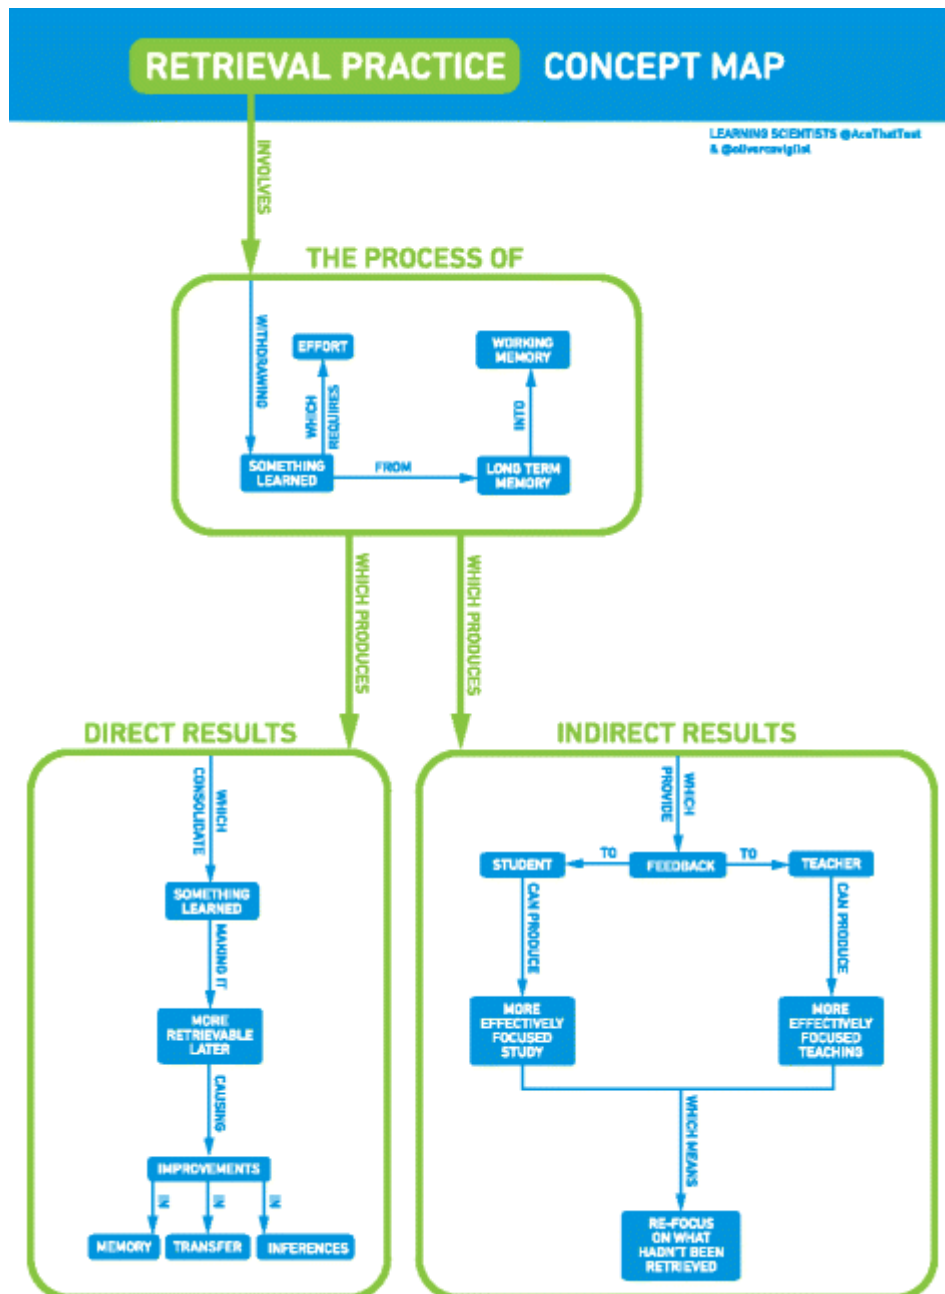 RETRIEVAL PRACTICE CONCEPT MAP
LEARNING SCIENTISTS @AceThatTest
& @olivercavigliol
INVOLVES
THE PROCESS OF
WITHDRAWING
EFFORT
WORKING
MEMORY
WHICH
REQUIRES
INTO
SOMETHING
LEARNED
FROM
LONG TERM
MEMORY
WHICH PRODUCES
WHICH PRODUCES
DIRECT RESULTS
WHICH
CONSOLIDATE
SOMETHING
LEARNED
MAKING IT
MORE
RETRIEVABLE
LATER
CAUSING
IMPROVEMENTS
IN
IN
IN
MEMORY
TRANSFER
INFERENCES
INDIRECT RESULTS
WHICH
PROVIDE
STUDENT
TO
FEEDBACK
TO
TEACHER
CAN PRODUCE
CAN PRODUCE
MORE
EFFECTIVELY
FOCUSED
STUDY
MORE
EFFECTIVELY
FOCUSED
TEACHING
WHICH MEANS
RE-FOCUS
ON WHAT
HADN'T BEEN
RETRIEVED